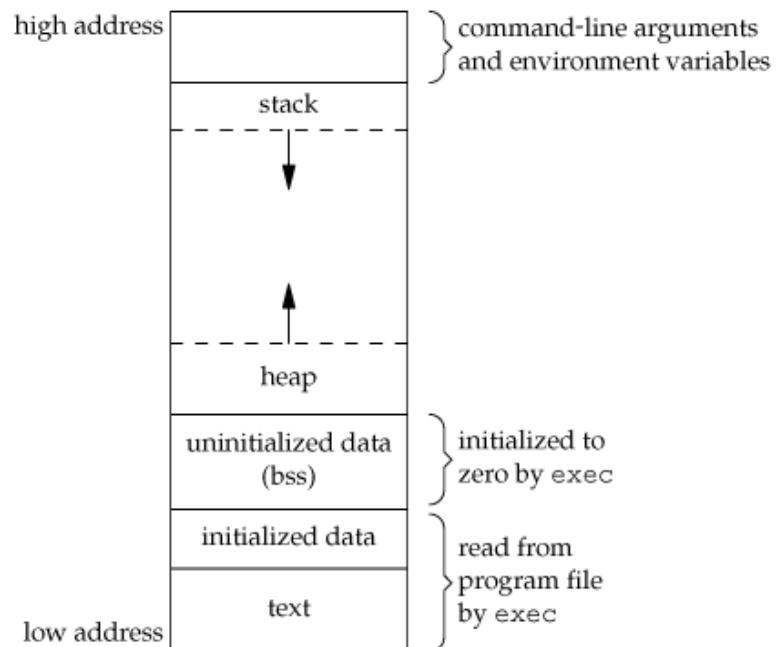 high address
command-line arguments
and environment variables
stack
heap
uninitialized data
(bss)
initialized to
zero by exec
initialized data
read from
program file
by exec
text
low address